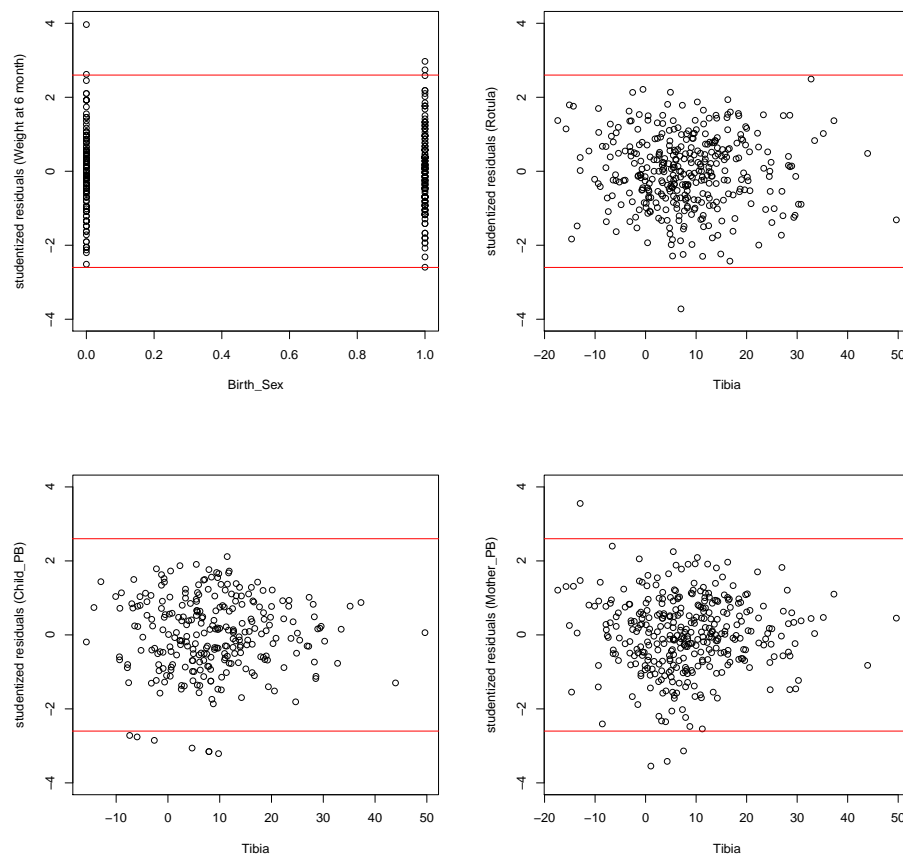 studentized residuals (Weight at 6 month)
4
2
0
−2
−4
0.0 0.2 0.4 0.6 0.8 1.0
Birth_Sex
studentized residuals (Rotula)
4
2
0
−2
−4
−20 −10 0 10 20 30 40 50
Tibia
studentized residuals (Child_PB)
4
2
0
−2
−4
−10 0 10 20 30 40 50
Tibia
studentized residuals (Mother_PB)
4
2
0
−2
−4
−20 −10 0 10 20 30 40 50
Tibia